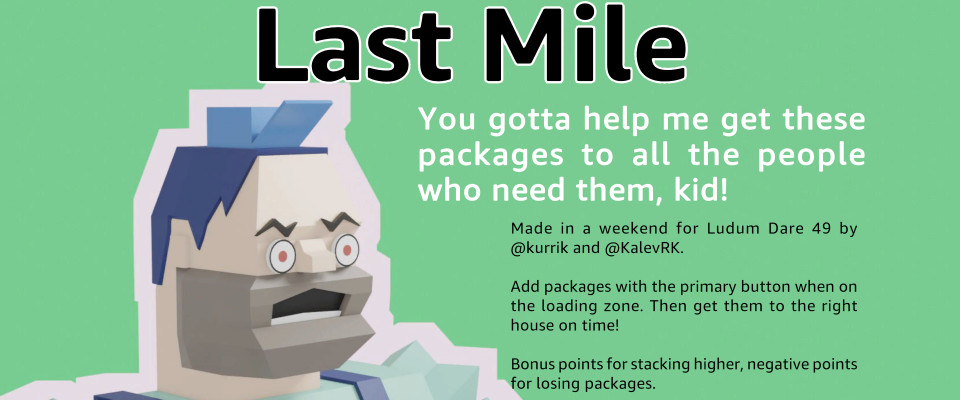 Last Mile
You gotta help me get these
packages to all the people
who need them, kid!
Made in a weekend for Ludum Dare 49 by
@kurrik and @KalevRK.
Add packages with the primary button when on
the loading zone. Then get them to the right
house on time!
Bonus points for stacking higher, negative points
for losing packages.